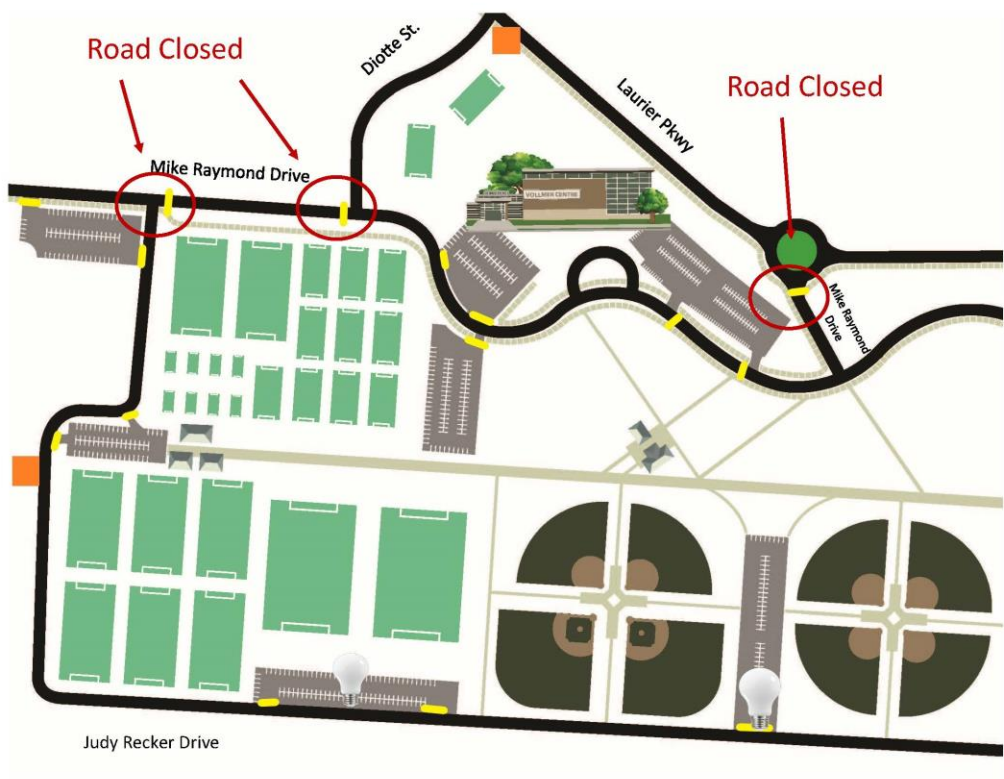 Road Closed
Diotte St.
Laurier Pkwy
Road Closed
Mike Raymond Drive
VOLLMER CENTRE
Mike Raymond
Drive
Judy Recker Drive